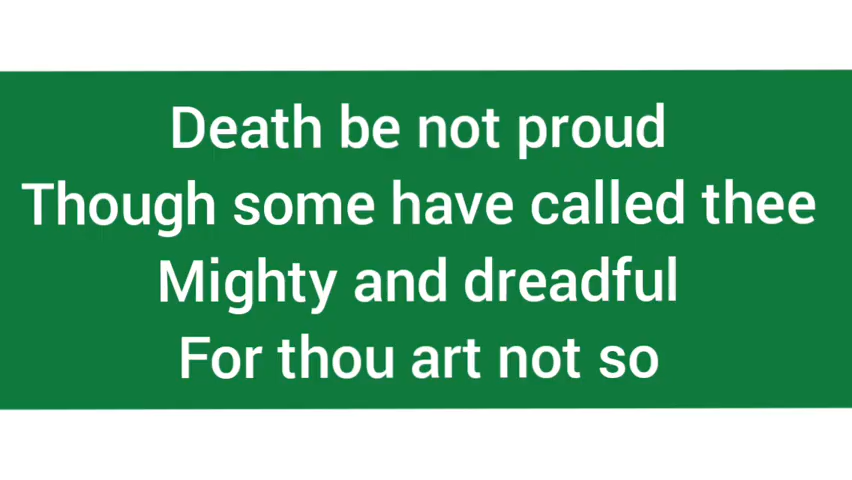 Death be not proud
Though some have called thee
Mighty and dreadful
For thou art not so